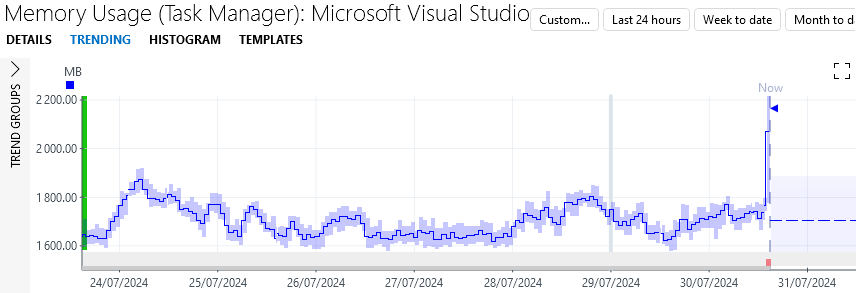 Memory Usage (Task Manager): Microsoft Visual Studio
Custom...
Last 24 hours
Week to date
Month to da
DETAILS
TRENDING
HISTOGRAM
TEMPLATES
TREND GROUPS
MB
Now
2 200.00
2 000.00
1 800.00
1 600.00
24/07/2024
25/07/2024
26/07/2024
27/07/2024
28/07/2024
29/07/2024
30/07/2024
31/07/2024